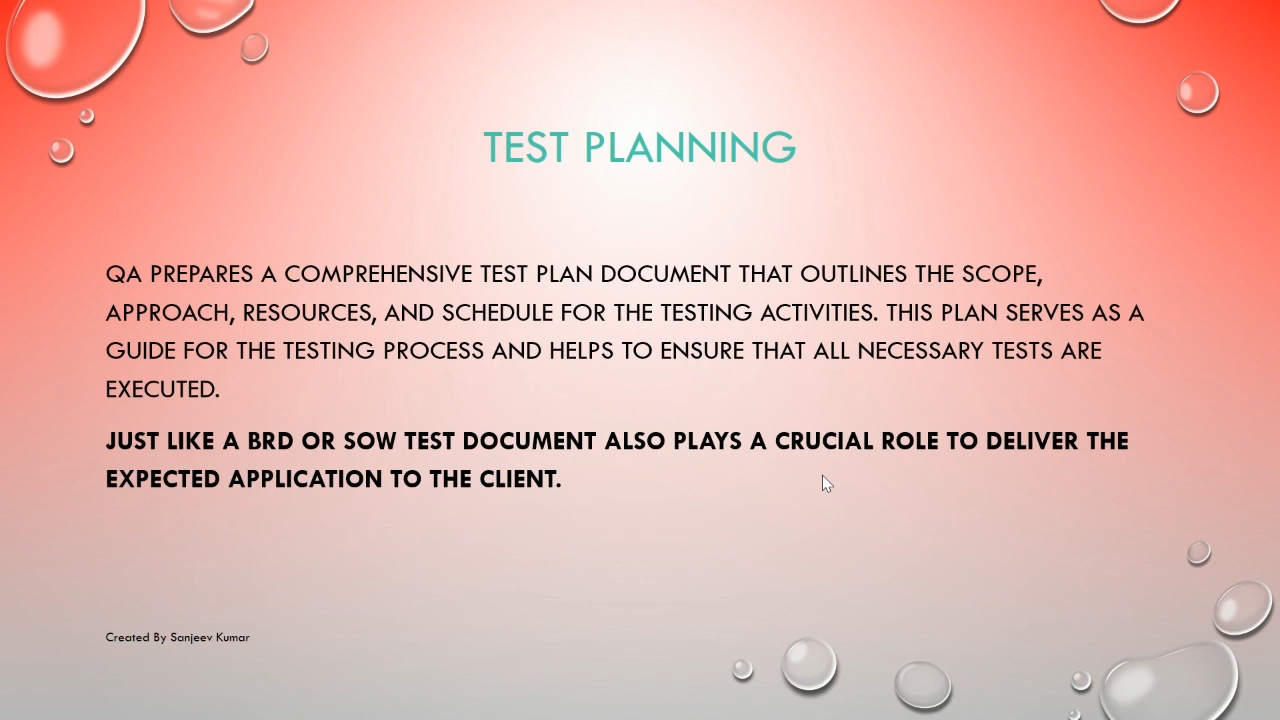 TEST PLANNING
QA PREPARES A COMPREHENSIVE TEST PLAN DOCUMENT THAT OUTLINES THE SCOPE,
APPROACH, RESOURCES, AND SCHEDULE FOR THE TESTING ACTIVITIES. THIS PLAN SERVES AS A
GUIDE FOR THE TESTING PROCESS AND HELPS TO ENSURE THAT ALL NECESSARY TESTS ARE
EXECUTED.
JUST LIKE A BRD OR SOW TEST DOCUMENT ALSO PLAYS A CRUCIAL ROLE TO DELIVER THE
EXPECTED APPLICATION TO THE CLIENT.
Created By Sanjeev Kumar